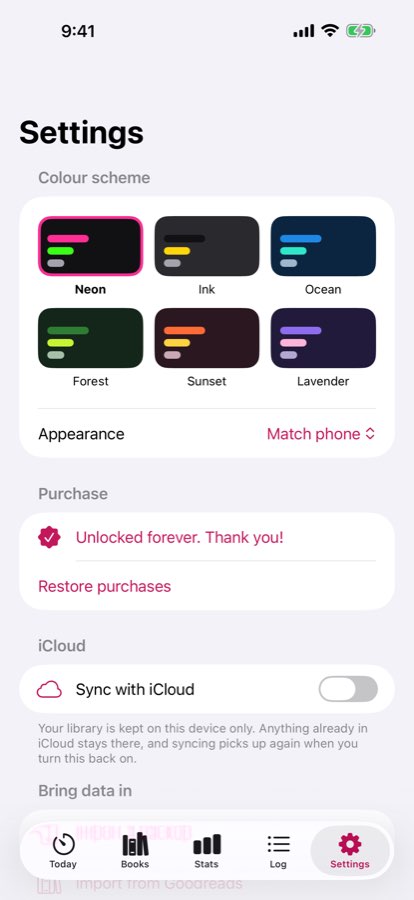 9:41
Settings
Colour scheme
Neon
Ink
Ocean
Forest
Sunset
Lavender
Appearance
Match phone
Purchase
Unlocked forever. Thank you!
Restore purchases
iCloud
Sync with iCloud
Your library is kept on this device only. Anything already in
iCloud stays there, and syncing picks up again when you
turn this back on.
Bring data in
Today
Books
Stats
Log
Settings
Import from Goodreads